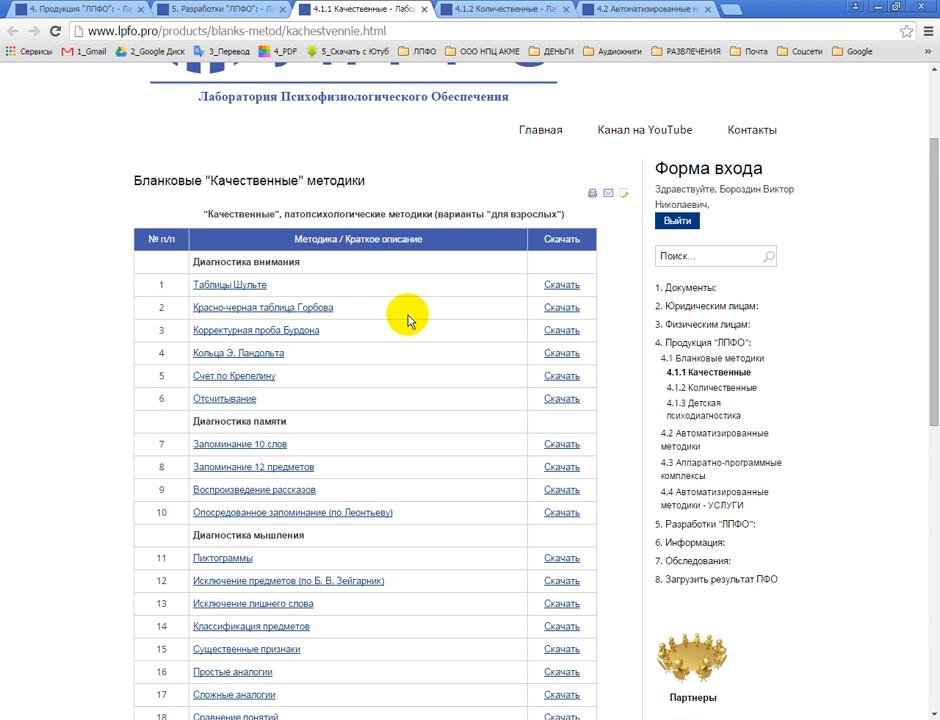 4. Продукция "ЛПФО": - Ла
5. Разработки "ЛПФО": - Л
4.1.1 Качественные - Лабо
4.1.2 Количественные - Ла
4.2 Автоматизированные м
www.lpfo.pro/products/blanks-metod/kachestvennie.html
Сервисы
1_Gmail
2_Google Диск
3_Перевод
4_PDF
5_Скачать с Ютуб
ЛПФО
ООО НПЦ АКМЕ
ДЕНЬГИ
Аудиокниги
РАЗВЛЕЧЕНИЯ
Почта
Соцсети
Google
»
Лаборатория Психофизиологического Обеспечения
Главная
Канал на YouTube
Контакты
Бланковые "Качественные" методики
"Качественные", патопсихологические методики (варианты "для взрослых")
№ п/п Методика / Краткое описание Скачать
Диагностика внимания
1 Таблицы Шульте Скачать
2 Красно-черная таблица Горбова Скачать
3 Корректурная проба Бурдона Скачать
4 Кольца Э. Ландольта Скачать
5 Счет по Крепелину Скачать
6 Отсчитывание Скачать
Диагностика памяти
7 Запоминание 10 слов Скачать
8 Запоминание 12 предметов Скачать
9 Воспроизведение рассказов Скачать
10 Опосредованное запоминание (по Леонтьеву) Скачать
Диагностика мышления
11 Пиктограммы Скачать
12 Исключение предметов (по Б. В. Зейгарник) Скачать
13 Исключение лишнего слова Скачать
14 Классификация предметов Скачать
15 Существенные признаки Скачать
16 Простые аналогии Скачать
17 Сложные аналогии Скачать
18 Сравнение понятий Скачать
Форма входа
Здравствуйте, Бороздин Виктор
Николаевич,
Выйти
Поиск...
1. Документы:
2. Юридическим лицам:
3. Физическим лицам:
4. Продукция "ЛПФО":
4.1 Бланковые методики
4.1.1 Качественные
4.1.2 Количественные
4.1.3 Детская
психодиагностика
4.2 Автоматизированные
методики
4.3 Аппаратно-программные
комплексы
4.4 Автоматизированные
методики - УСЛУГИ
5. Разработки "ЛПФО":
6. Информация:
7. Обследования:
8. Загрузить результат ПФО
Партнеры